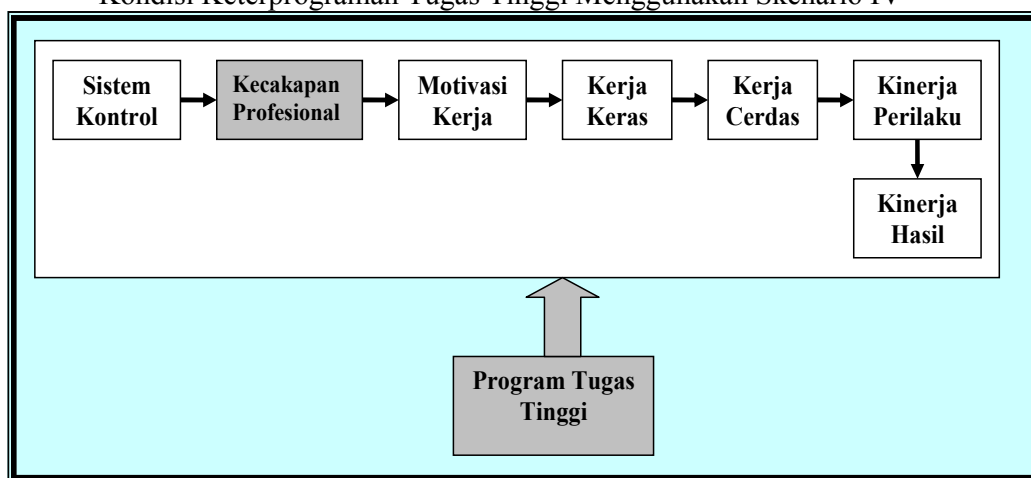 Kondisi Keterprograman Tugas Tinggi Menggunakan Skenario IV
Sistem
Kontrol
Kecakapan
Profesional
Motivasi
Kerja
Kerja
Keras
Kerja
Cerdas
Kinerja
Perilaku
Kinerja
Hasil
Program Tugas
Tinggi